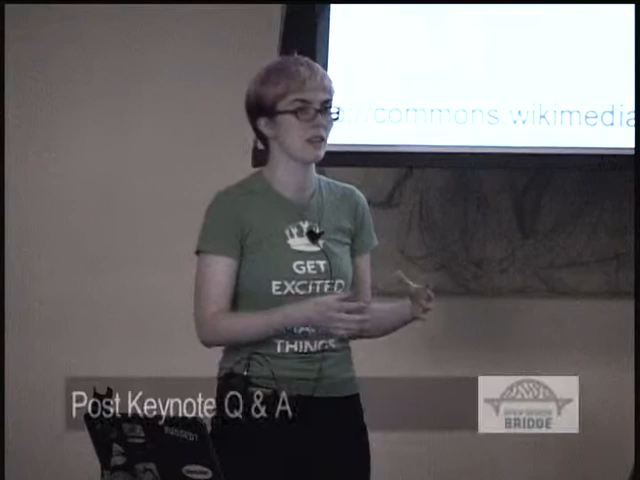 ://commons.wikimedia
GET
EXCITED
THINGS
Post Keynote Q & A
BRIDGE